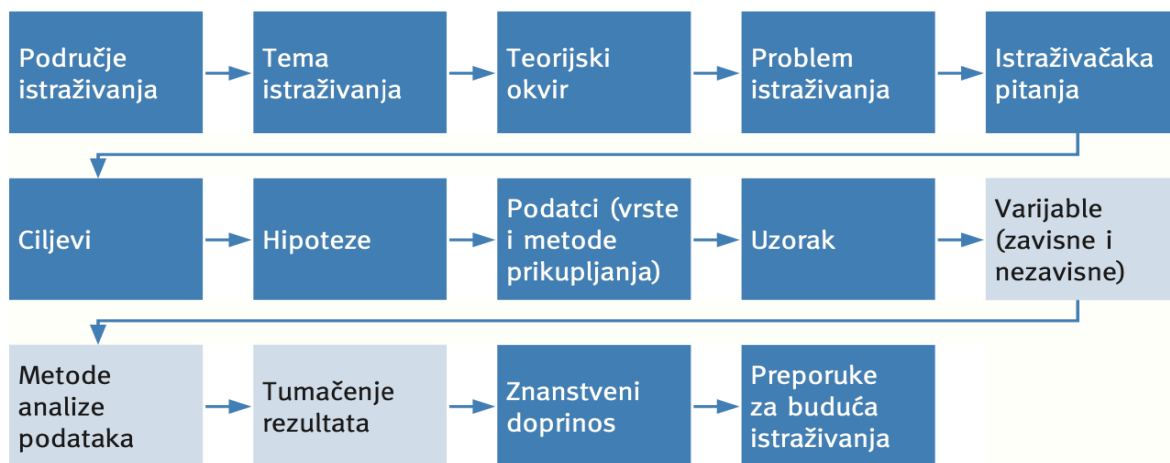 Područje
istraživanja
Tema
istraživanja
Teorijski
okvir
Problem
istraživanja
Istraživačaka
pitanja
Ciljevi
Hipoteze
Podatci (vrste
i metode
prikupljanja)
Uzorak
Varijable
(zavisne i
nezavisne)
Metode
analize
podataka
Tumačenje
rezultata
Znanstveni
doprinos
Preporuke
za buduća
istraživanja